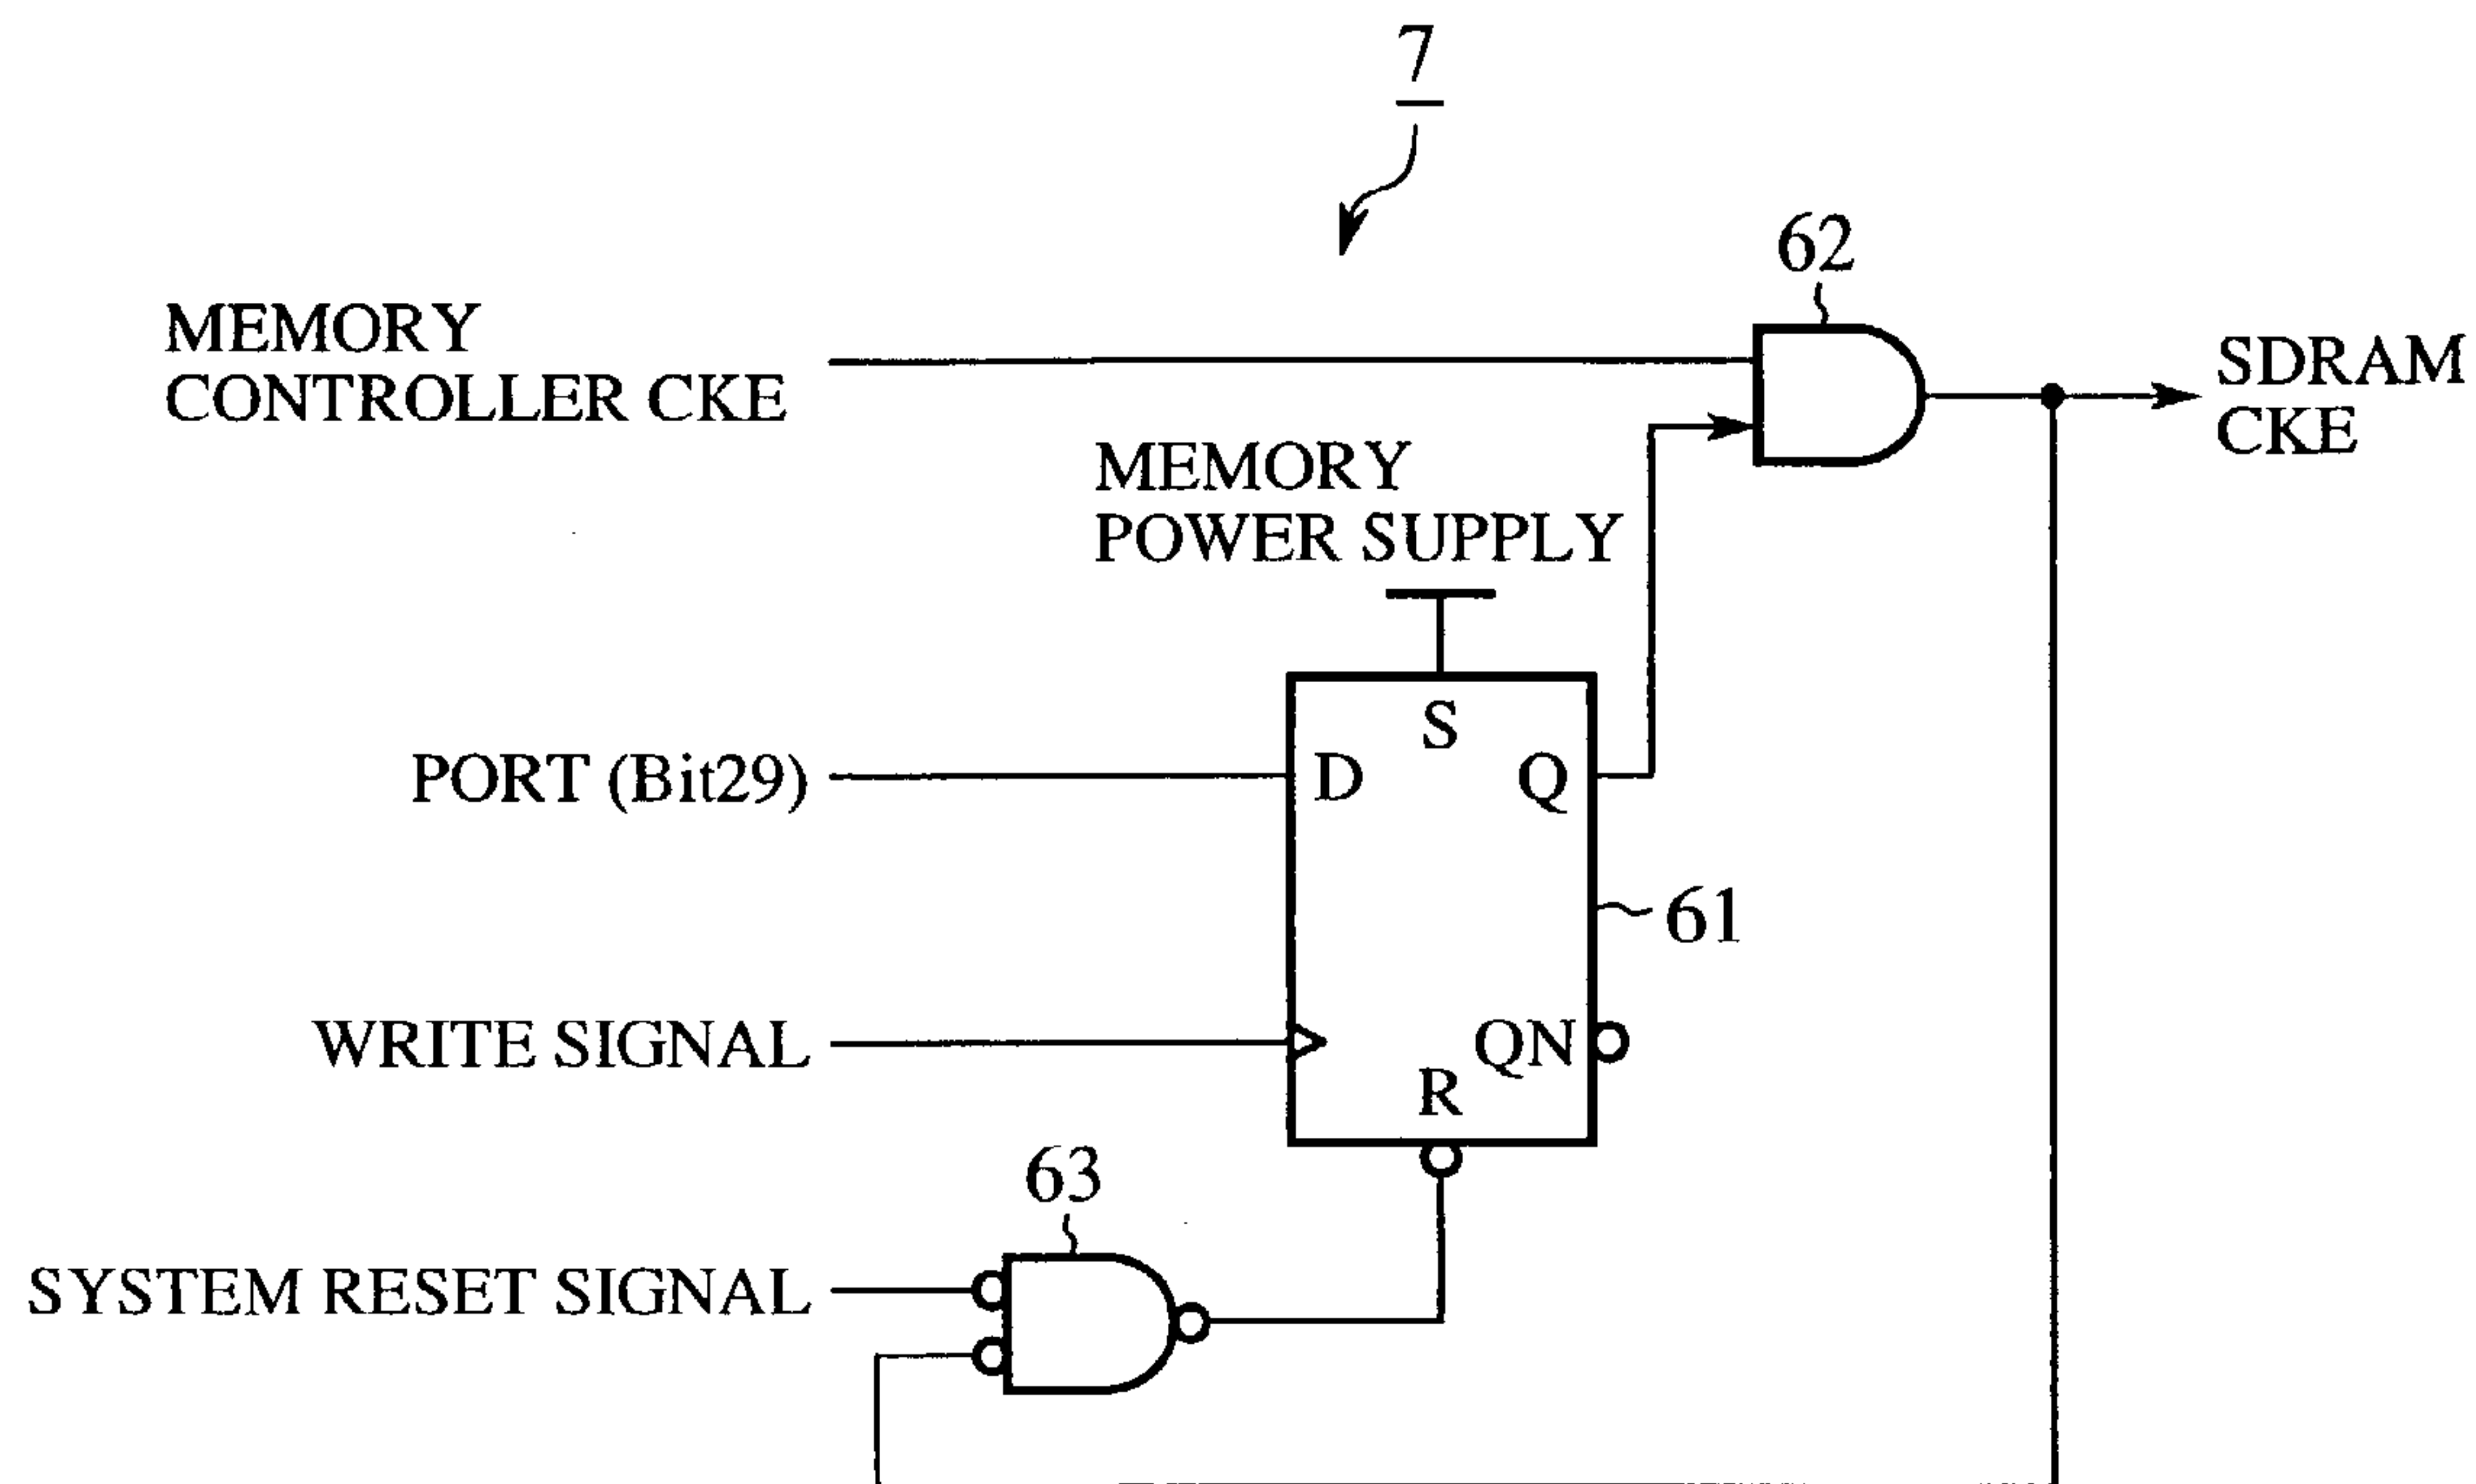 7
62
MEMORY
CONTROLLER CKE
SDRAM
CKE
MEMORY
POWER SUPPLY
S
PORT (Bit29)
D
Q
61
WRITE SIGNAL
QN
R
63
SYSTEM RESET SIGNAL